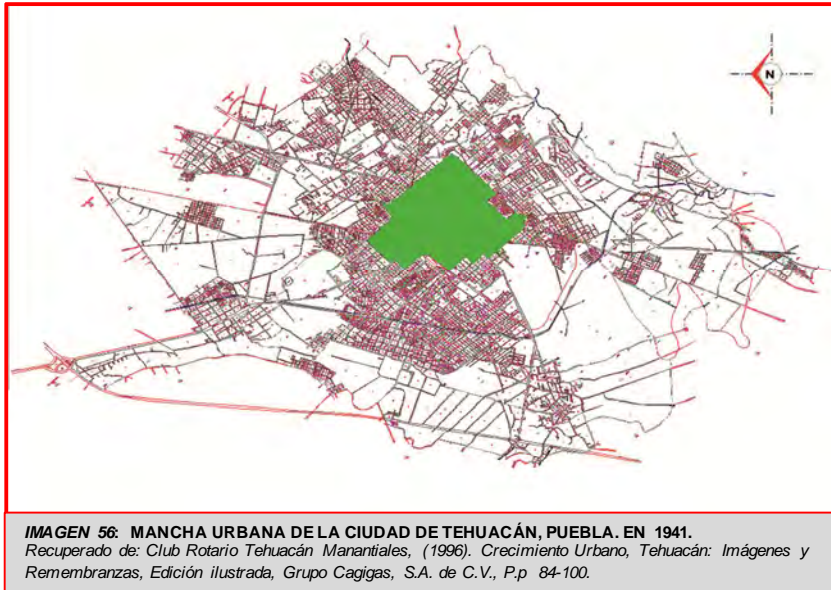 N
IMAGEN 56: MANCHA URBANA DE LA CIUDAD DE TEHUACÁN, PUEBLA. EN 1941.
Recuperado de: Club Rotario Tehuacán Manantiales, (1996). Crecimiento Urbano, Tehuacán: Imágenes y
Remembranzas, Edición ilustrada, Grupo Cagigas, S.A. de C.V., P.p 84-100.